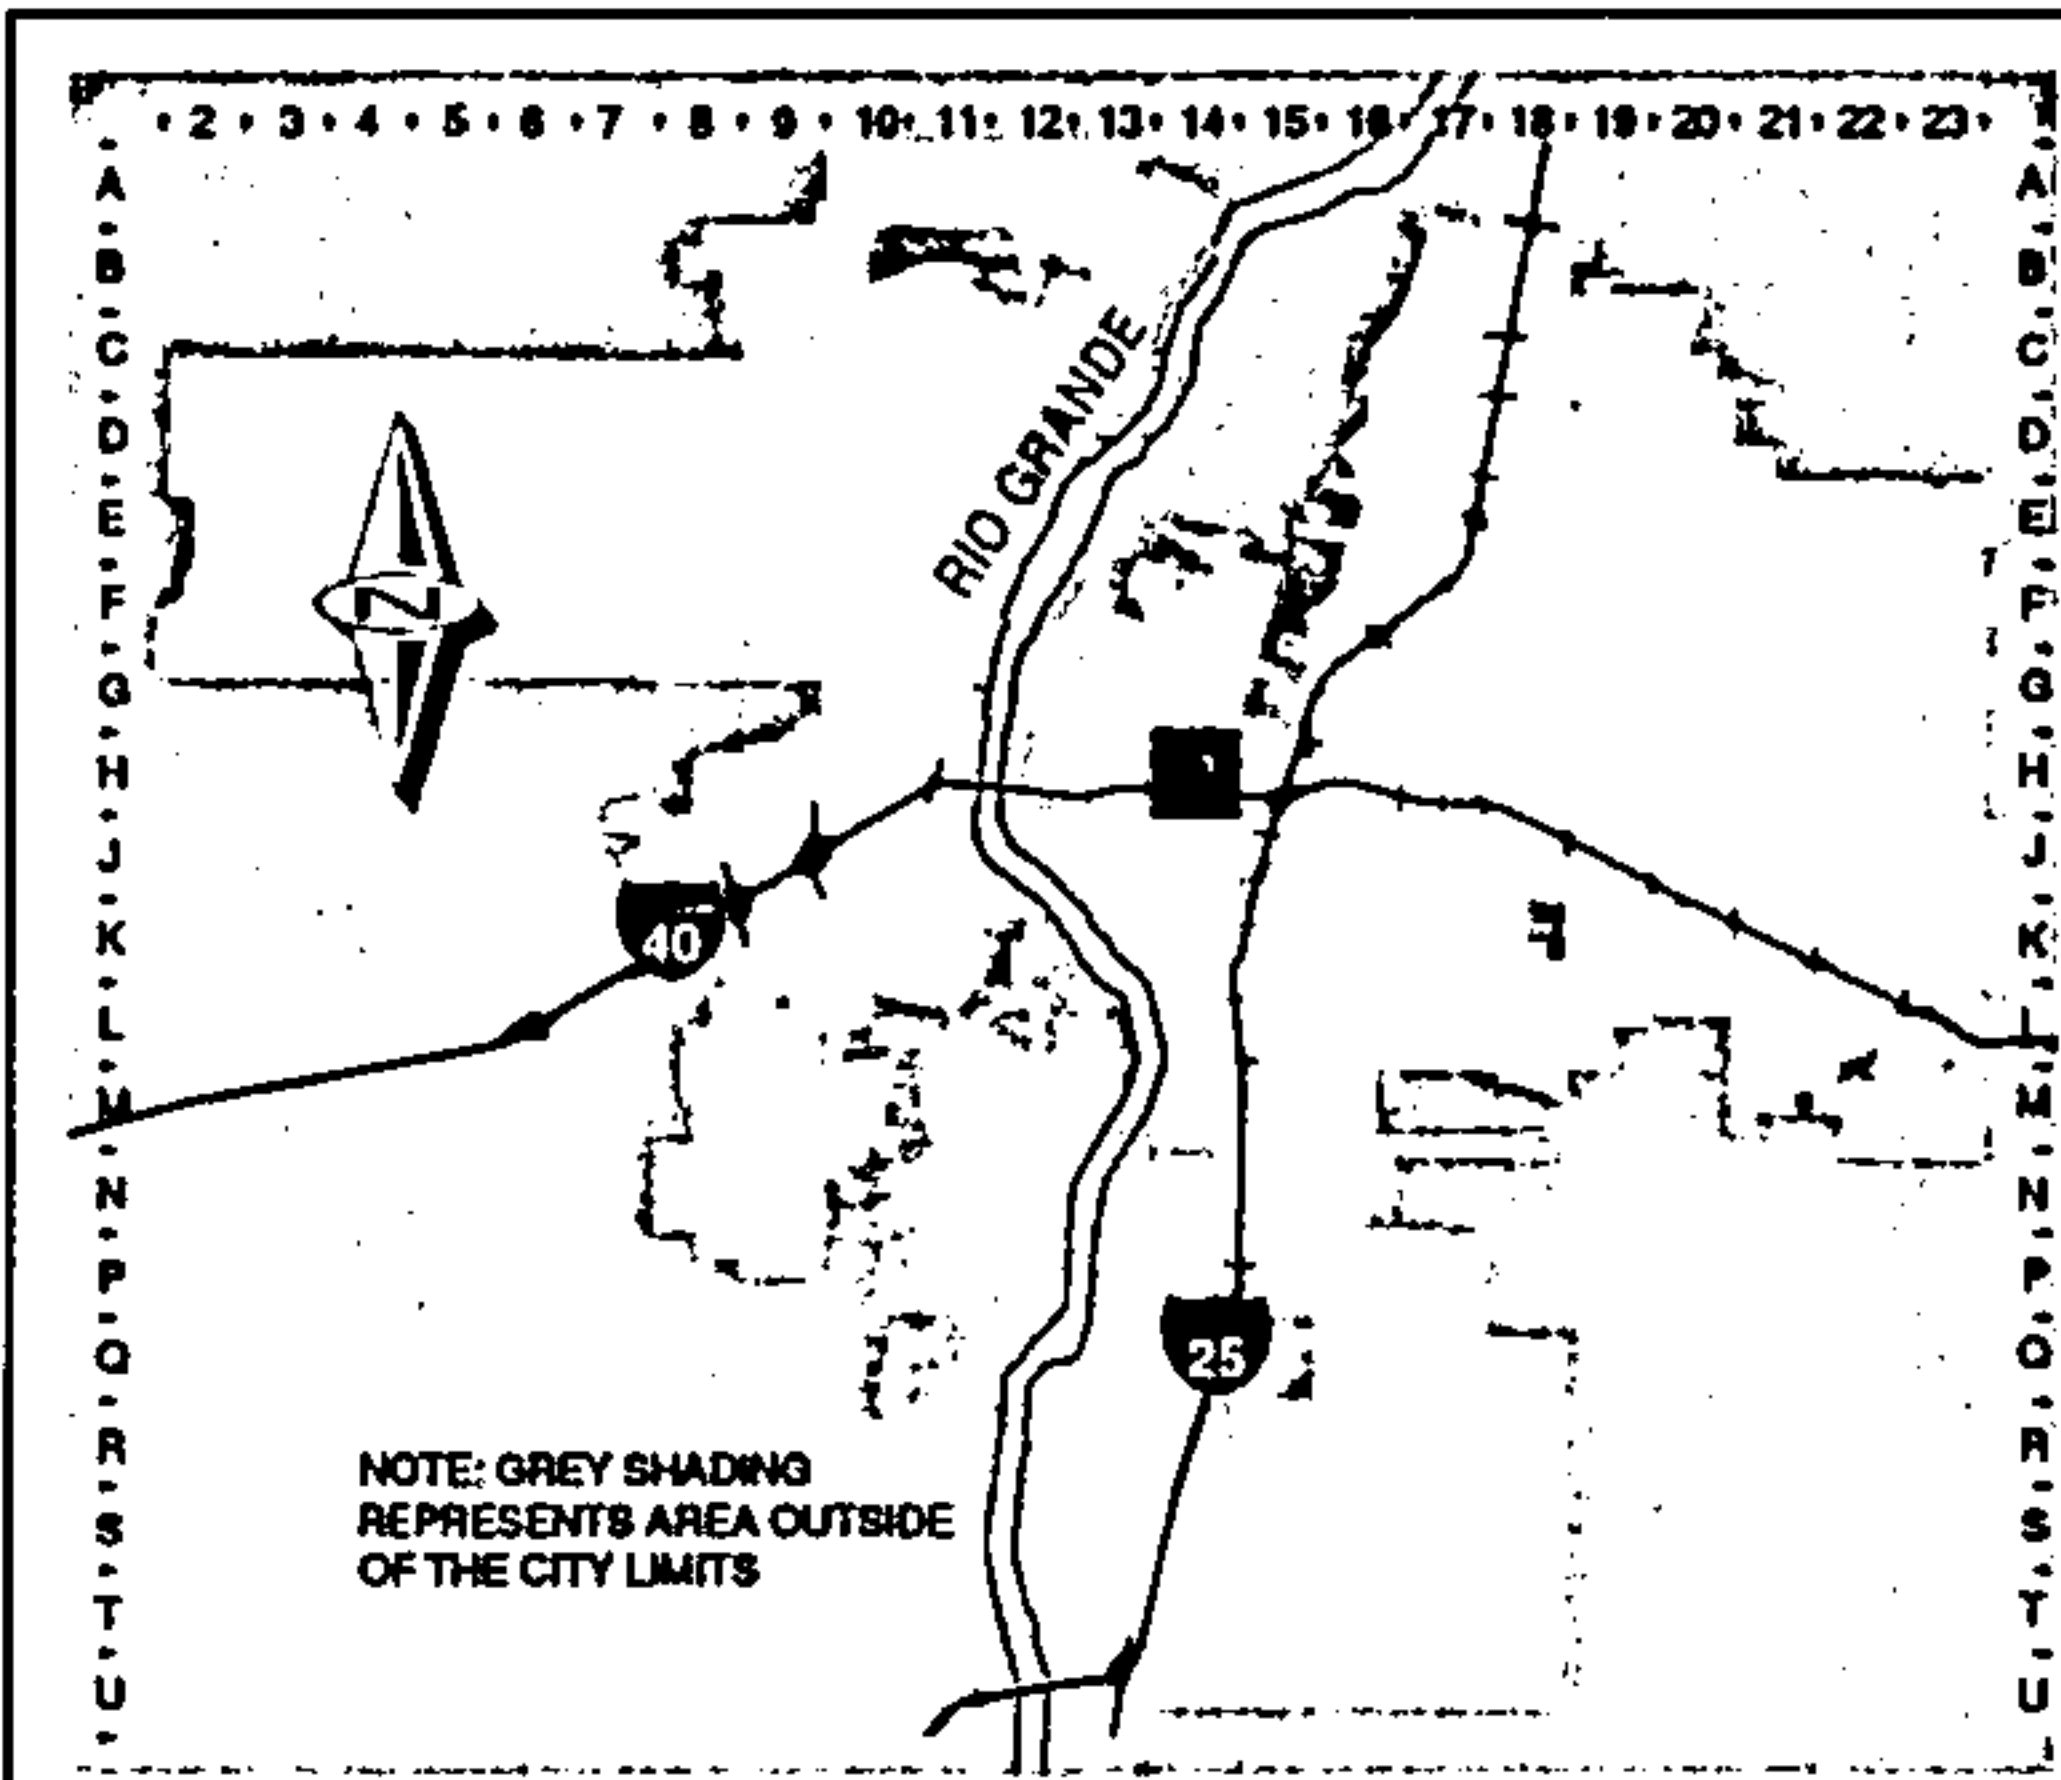 2 3 4 5 6 7 8 9 10 11 12 13 14 15 16 17 18 19 20 21 22 23
A A
B B
C C
RIO GRANDE
D D
E E
F N F
G G
H H
J J
K 40 K
L L
M M
N N
P P
Q 25 Q
R R
NOTE: GREY SHADING
REPRESENTS AREA OUTSIDE
S S
OF THE CITY LIMITS
T T
U U